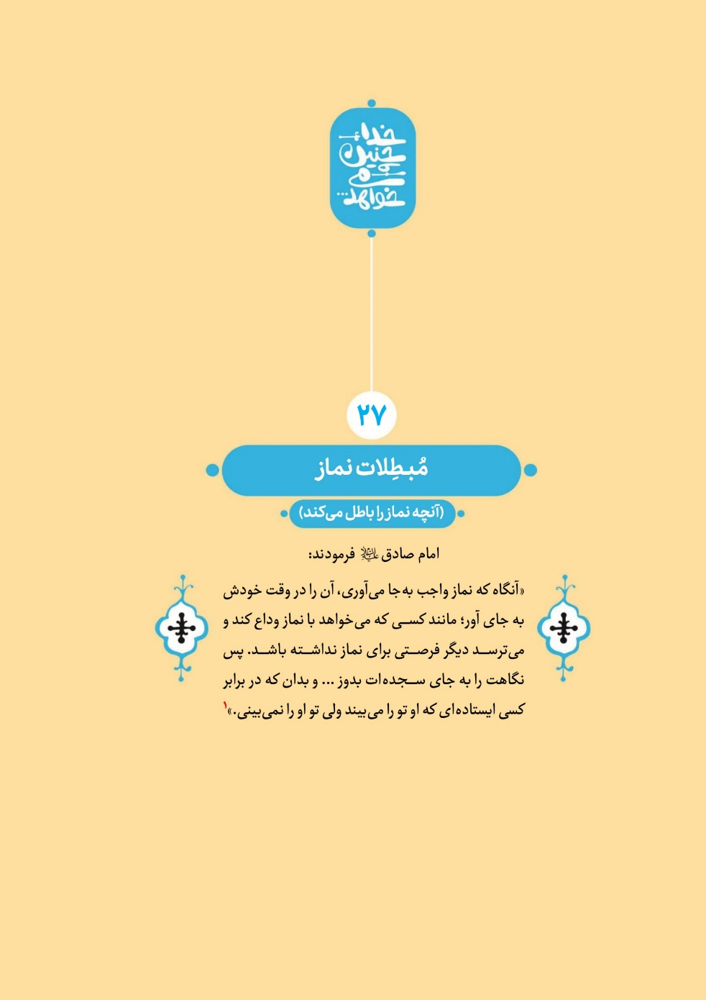 خدا
چنین
می
خواهد...
۲۷
مُبطِلات نماز
(آنچه نماز را باطل می‌کند)
امام صادق علیه‌السلام فرمودند:
«آنگاه که نماز واجب به‌جا می‌آوری، آن را در وقت خودش
به جای آور؛ مانند کسی که می‌خواهد با نماز وداع کند و
می‌ترسد دیگر فرصتی برای نماز نداشته باشد. پس
نگاهت را به جای سجده‌ات بدوز ... و بدان که در برابر
کسی ایستاده‌ای که او تو را می‌بیند ولی تو او را نمی‌بینی.»۱